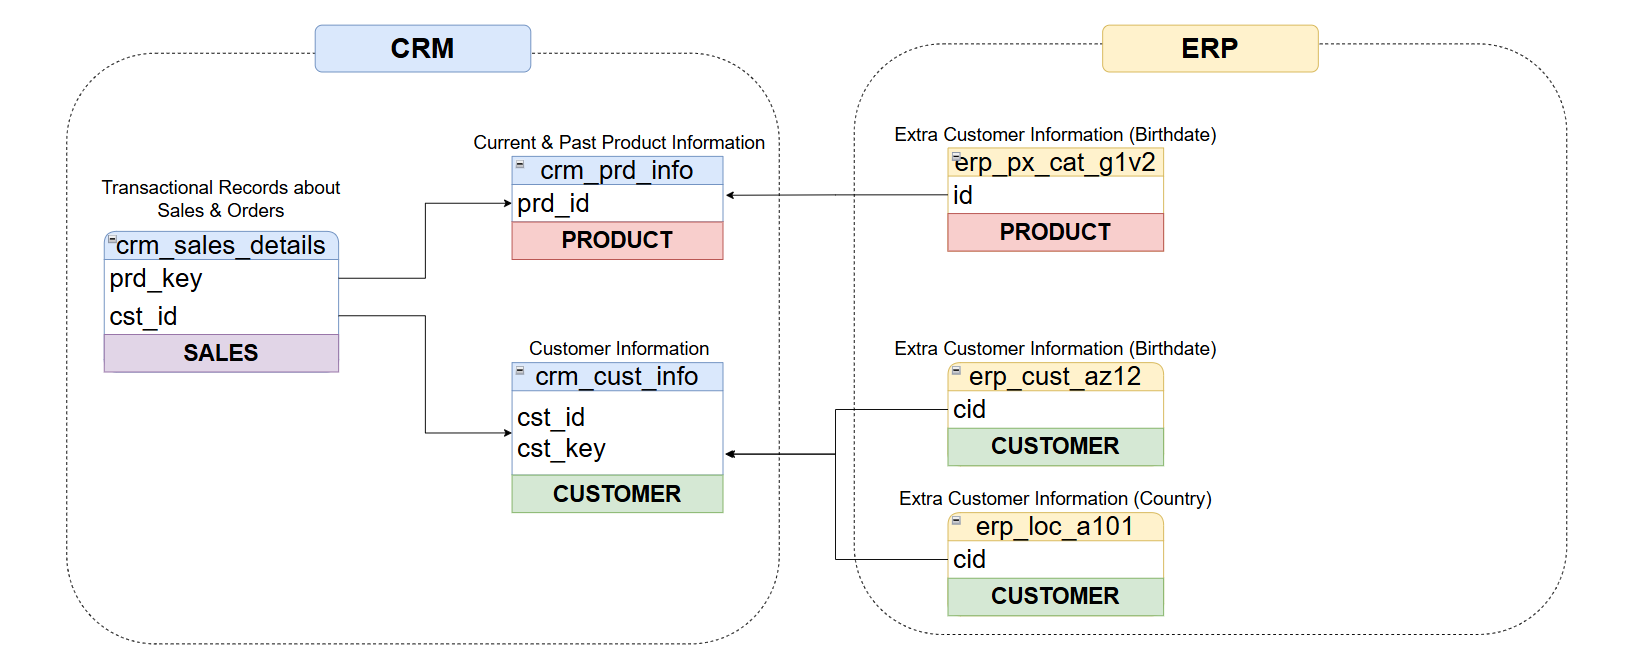 CRM
ERP
Transactional Records about
Sales & Orders
crm_sales_details
prd_key
cst_id
SALES
Current & Past Product Information
crm_prd_info
prd_id
PRODUCT
Customer Information
crm_cust_info
cst_id
cst_key
CUSTOMER
Extra Customer Information (Birthdate)
erp_px_cat_g1v2
id
PRODUCT
Extra Customer Information (Birthdate)
erp_cust_az12
cid
CUSTOMER
Extra Customer Information (Country)
erp_loc_a101
cid
CUSTOMER